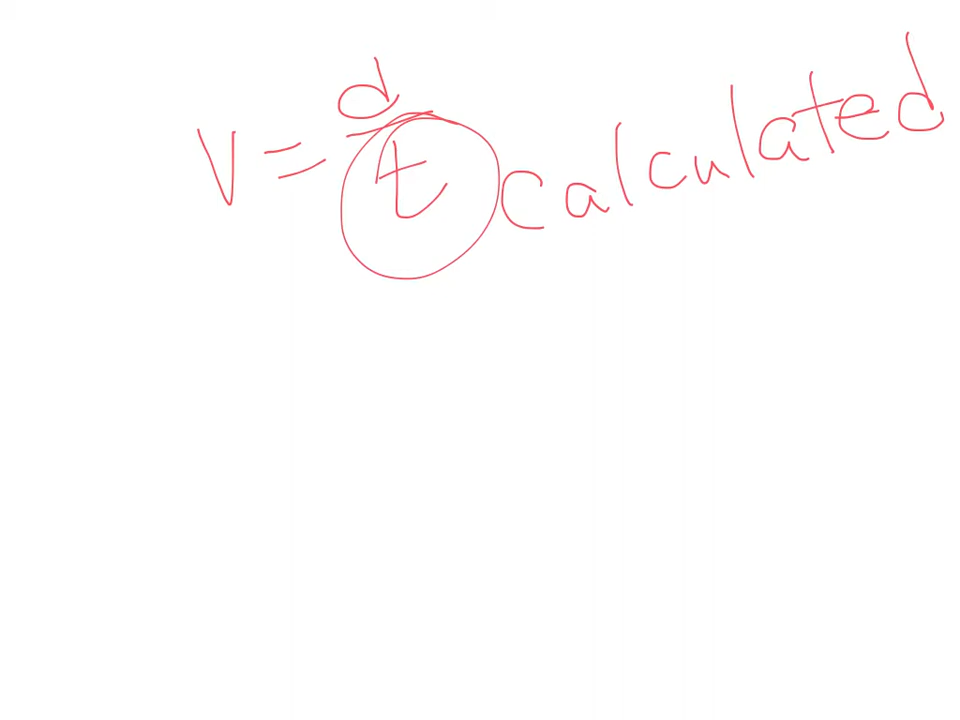 v = d/t calculated